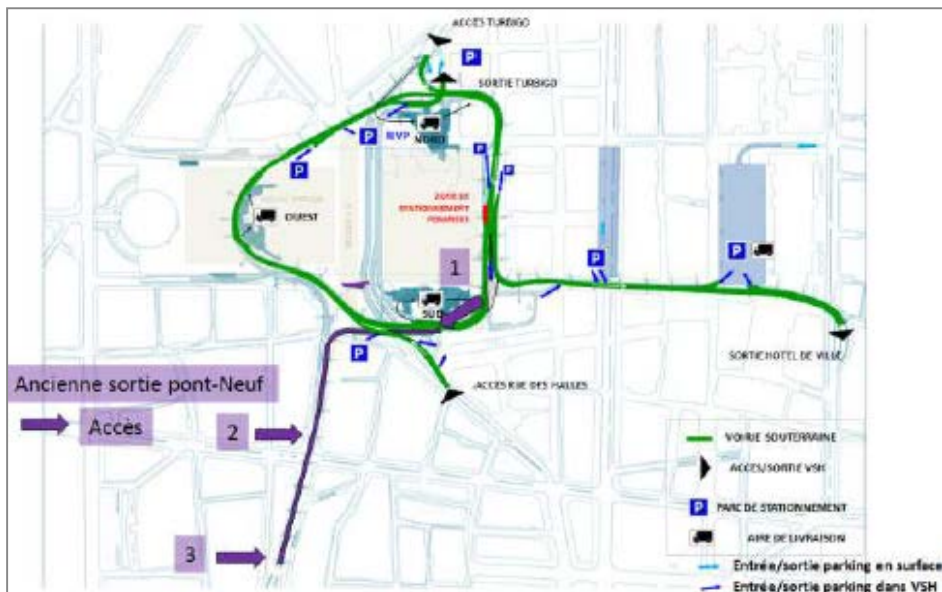 ACCES TURBIGO
P
SORTIE TURBIGO
P RIVP
NORD
P
P
P
OUEST
ZONE DE
STATIONNEMENT
1
P
P
SUD
P
SORTIE HOTEL DE VILLE
ACCES RUE DES HALLES
Ancienne sortie pont-Neuf
Accès
2
3
VOIRIE SOUTERRAINE
ACCES/SORTIE VSH
P PARC DE STATIONNEMENT
AIRE DE LIVRAISON
Entrée/sortie parking en surface
Entrée/sortie parking dans VSH